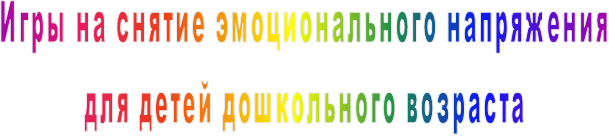 Игры на снятие эмоционального напряжения
для детей дошкольного возраста